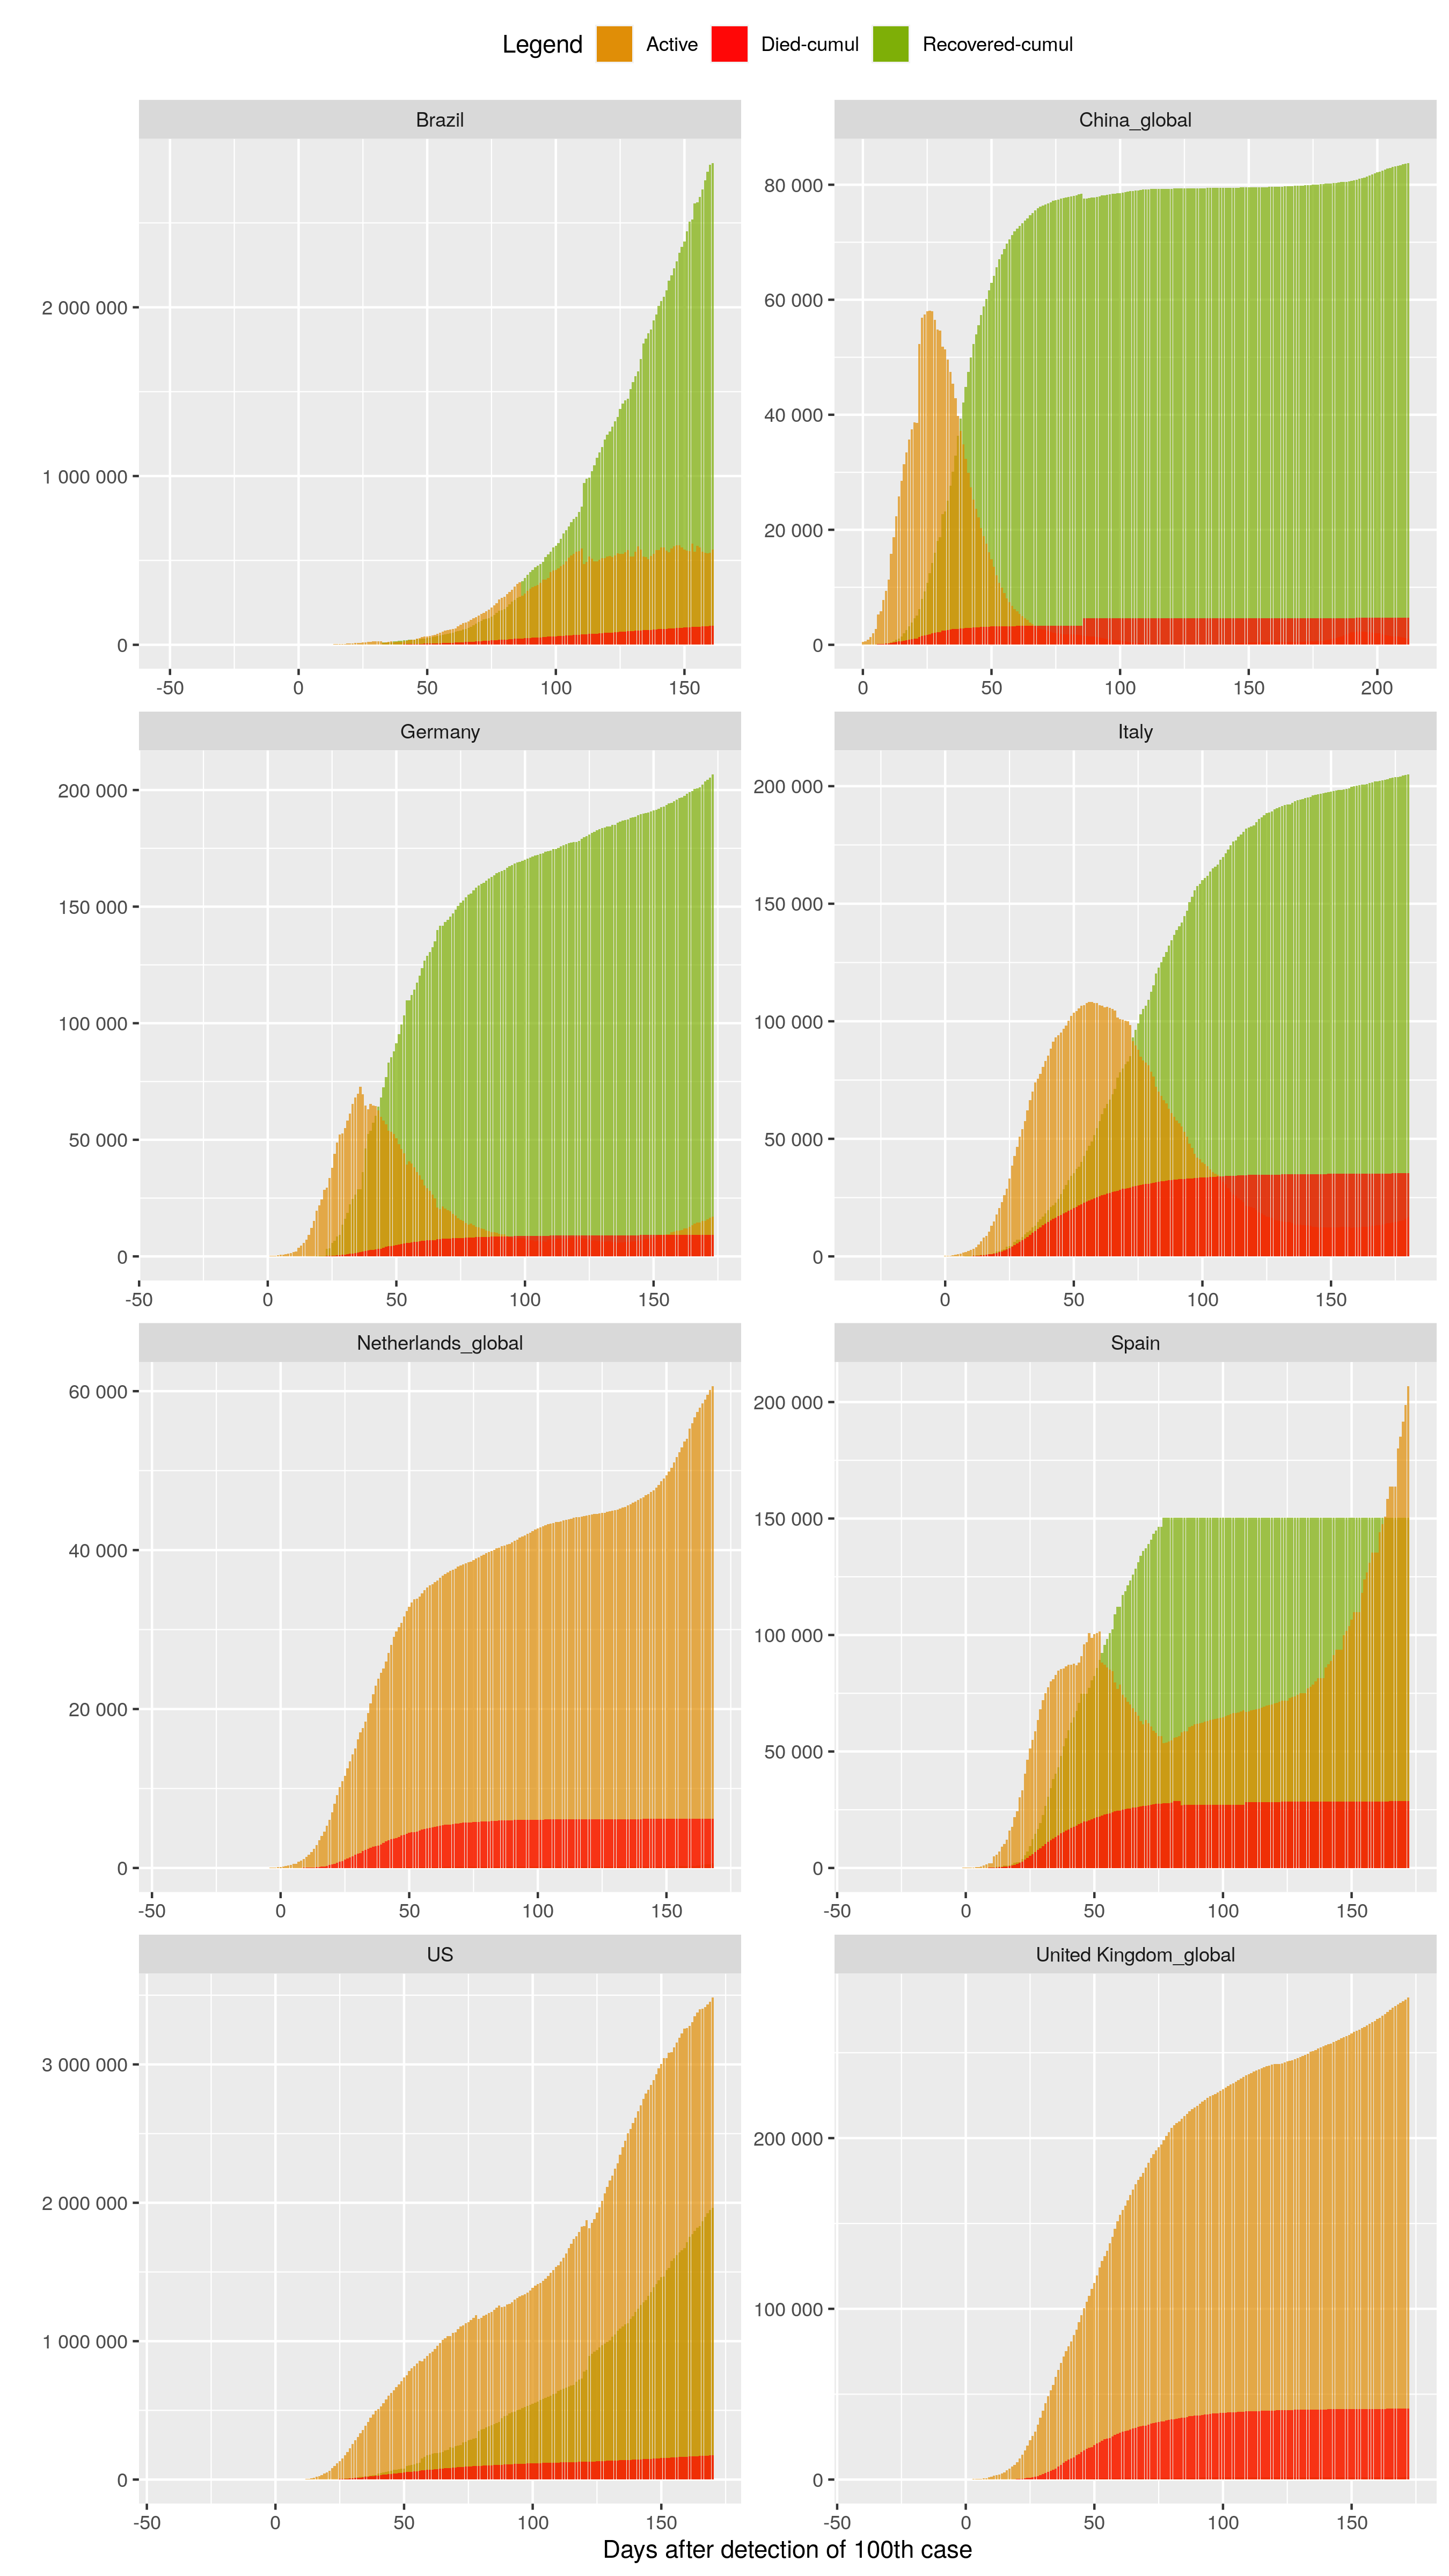 Legend Active Died-cumul Recovered-cumul
Brazil
2 000 000
1 000 000
0
-50 0 50 100 150
China_global
80 000
60 000
40 000
20 000
0
0 50 100 150 200
Germany
200 000
150 000
100 000
50 000
0
-50 0 50 100 150
Italy
200 000
150 000
100 000
50 000
0
0 50 100 150
Netherlands_global
60 000
40 000
20 000
0
-50 0 50 100 150
Spain
200 000
150 000
100 000
50 000
0
-50 0 50 100 150
US
3 000 000
2 000 000
1 000 000
0
-50 0 50 100 150
United Kingdom_global
200 000
100 000
0
-50 0 50 100 150
Days after detection of 100th case